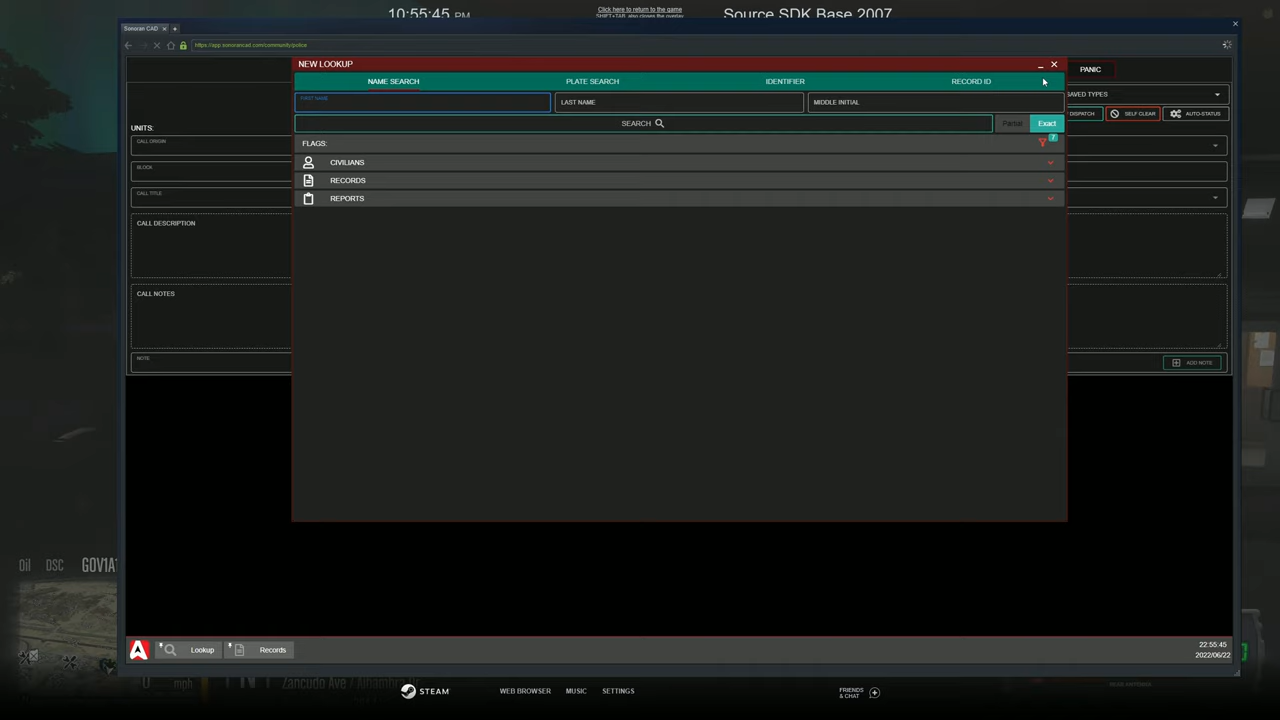 10:55:45 PM
Click here to return to the game
SHIFT+TAB also closes the overlay
Source SDK Base 2007
Sonoran CAD
https://app.sonorancad.com/community/police
NEW LOOKUP
PANIC
NAME SEARCH
PLATE SEARCH
IDENTIFIER
RECORD ID
SAVED TYPES
FIRST NAME
LAST NAME
MIDDLE INITIAL
DISPATCH
SELF CLEAR
AUTO-STATUS
SEARCH
Partial
Exact
UNITS:
CALL ORIGIN
FLAGS:
7
CIVILIANS
BLOCK
RECORDS
CALL TITLE
REPORTS
CALL DESCRIPTION
CALL NOTES
NOTE
ADD NOTE
Oil DSC GOV1A
Lookup
Records
22:55:45
2022/06/22
mph
Zancudo Ave / Alhambra Dr
STEAM
WEB BROWSER
MUSIC
SETTINGS
FRIENDS
& CHAT